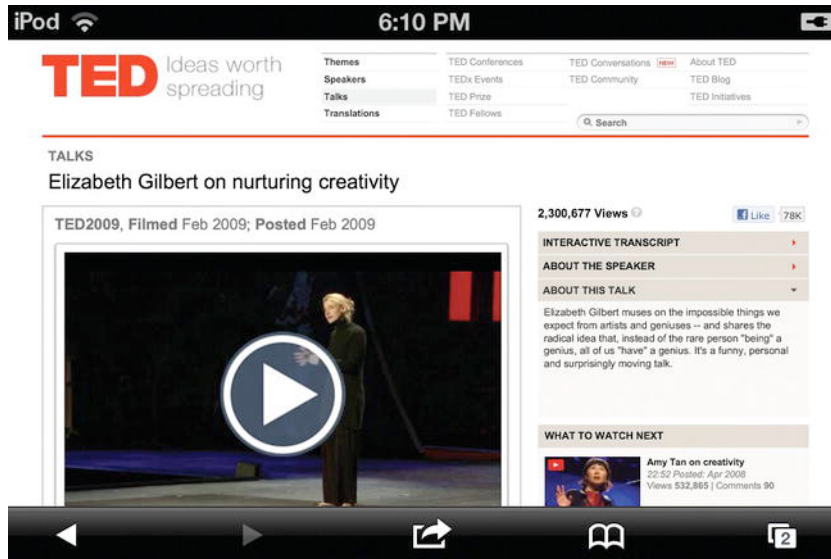 iPod 6:10 PM
TED Ideas worth
spreading
Themes
Speakers
Talks
Translations
TED Conferences
TEDx Events
TED Prize
TED Fellows
TED Conversations NEW
TED Community
About TED
TED Blog
TED Initiatives
Search
TALKS
Elizabeth Gilbert on nurturing creativity
TED2009, Filmed Feb 2009; Posted Feb 2009
2,300,677 Views ?
Like 78K
INTERACTIVE TRANSCRIPT
ABOUT THE SPEAKER
ABOUT THIS TALK
Elizabeth Gilbert muses on the impossible things we
expect from artists and geniuses -- and shares the
radical idea that, instead of the rare person "being" a
genius, all of us "have" a genius. It's a funny, personal
and surprisingly moving talk.
WHAT TO WATCH NEXT
Amy Tan on creativity
22:52 Posted: Apr 2008
Views 532,865 | Comments 90
2